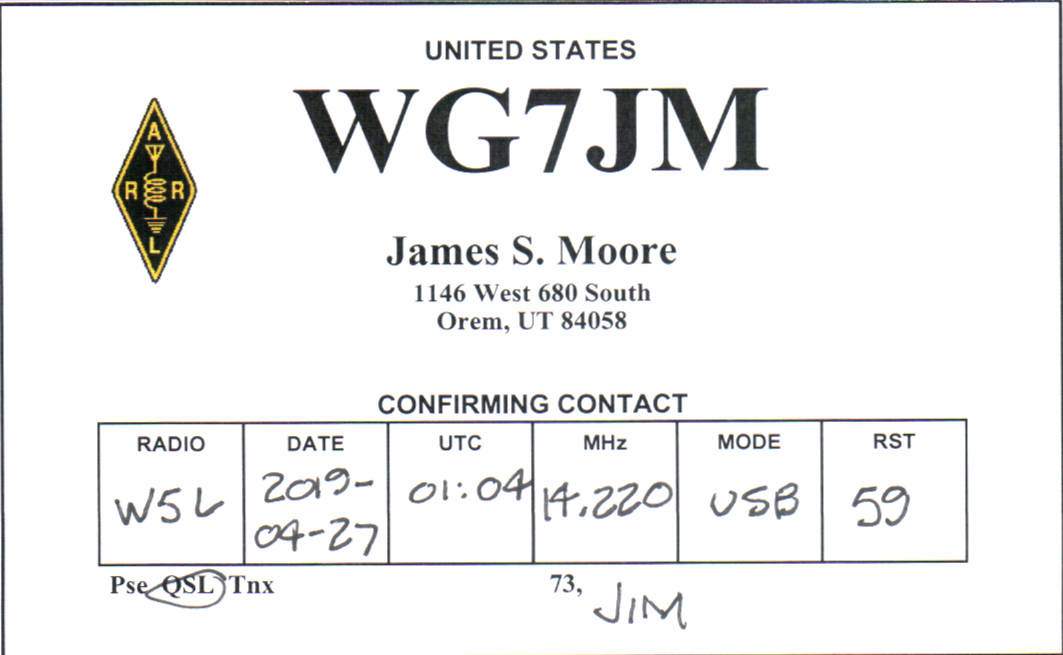 UNITED STATES
WG7JM
A
R R
L
James S. Moore
1146 West 680 South
Orem, UT 84058
CONFIRMING CONTACT
RADIO DATE UTC MHz MODE RST
W5L 2019-04-27 01:04 14.220 USB 59
Pse QSL Tnx 73, JIM